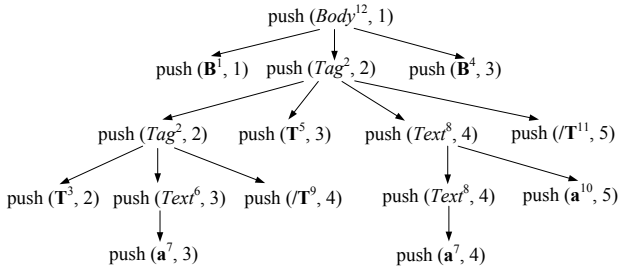 push (Body¹², 1)
push (B¹, 1) push (Tag², 2) push (B⁴, 3)
push (Tag², 2) push (T⁵, 3) push (Text⁸, 4) push (/T¹¹, 5)
push (T³, 2) push (Text⁶, 3) push (/T⁹, 4) push (Text⁸, 4) push (a¹⁰, 5)
push (a⁷, 3) push (a⁷, 4)